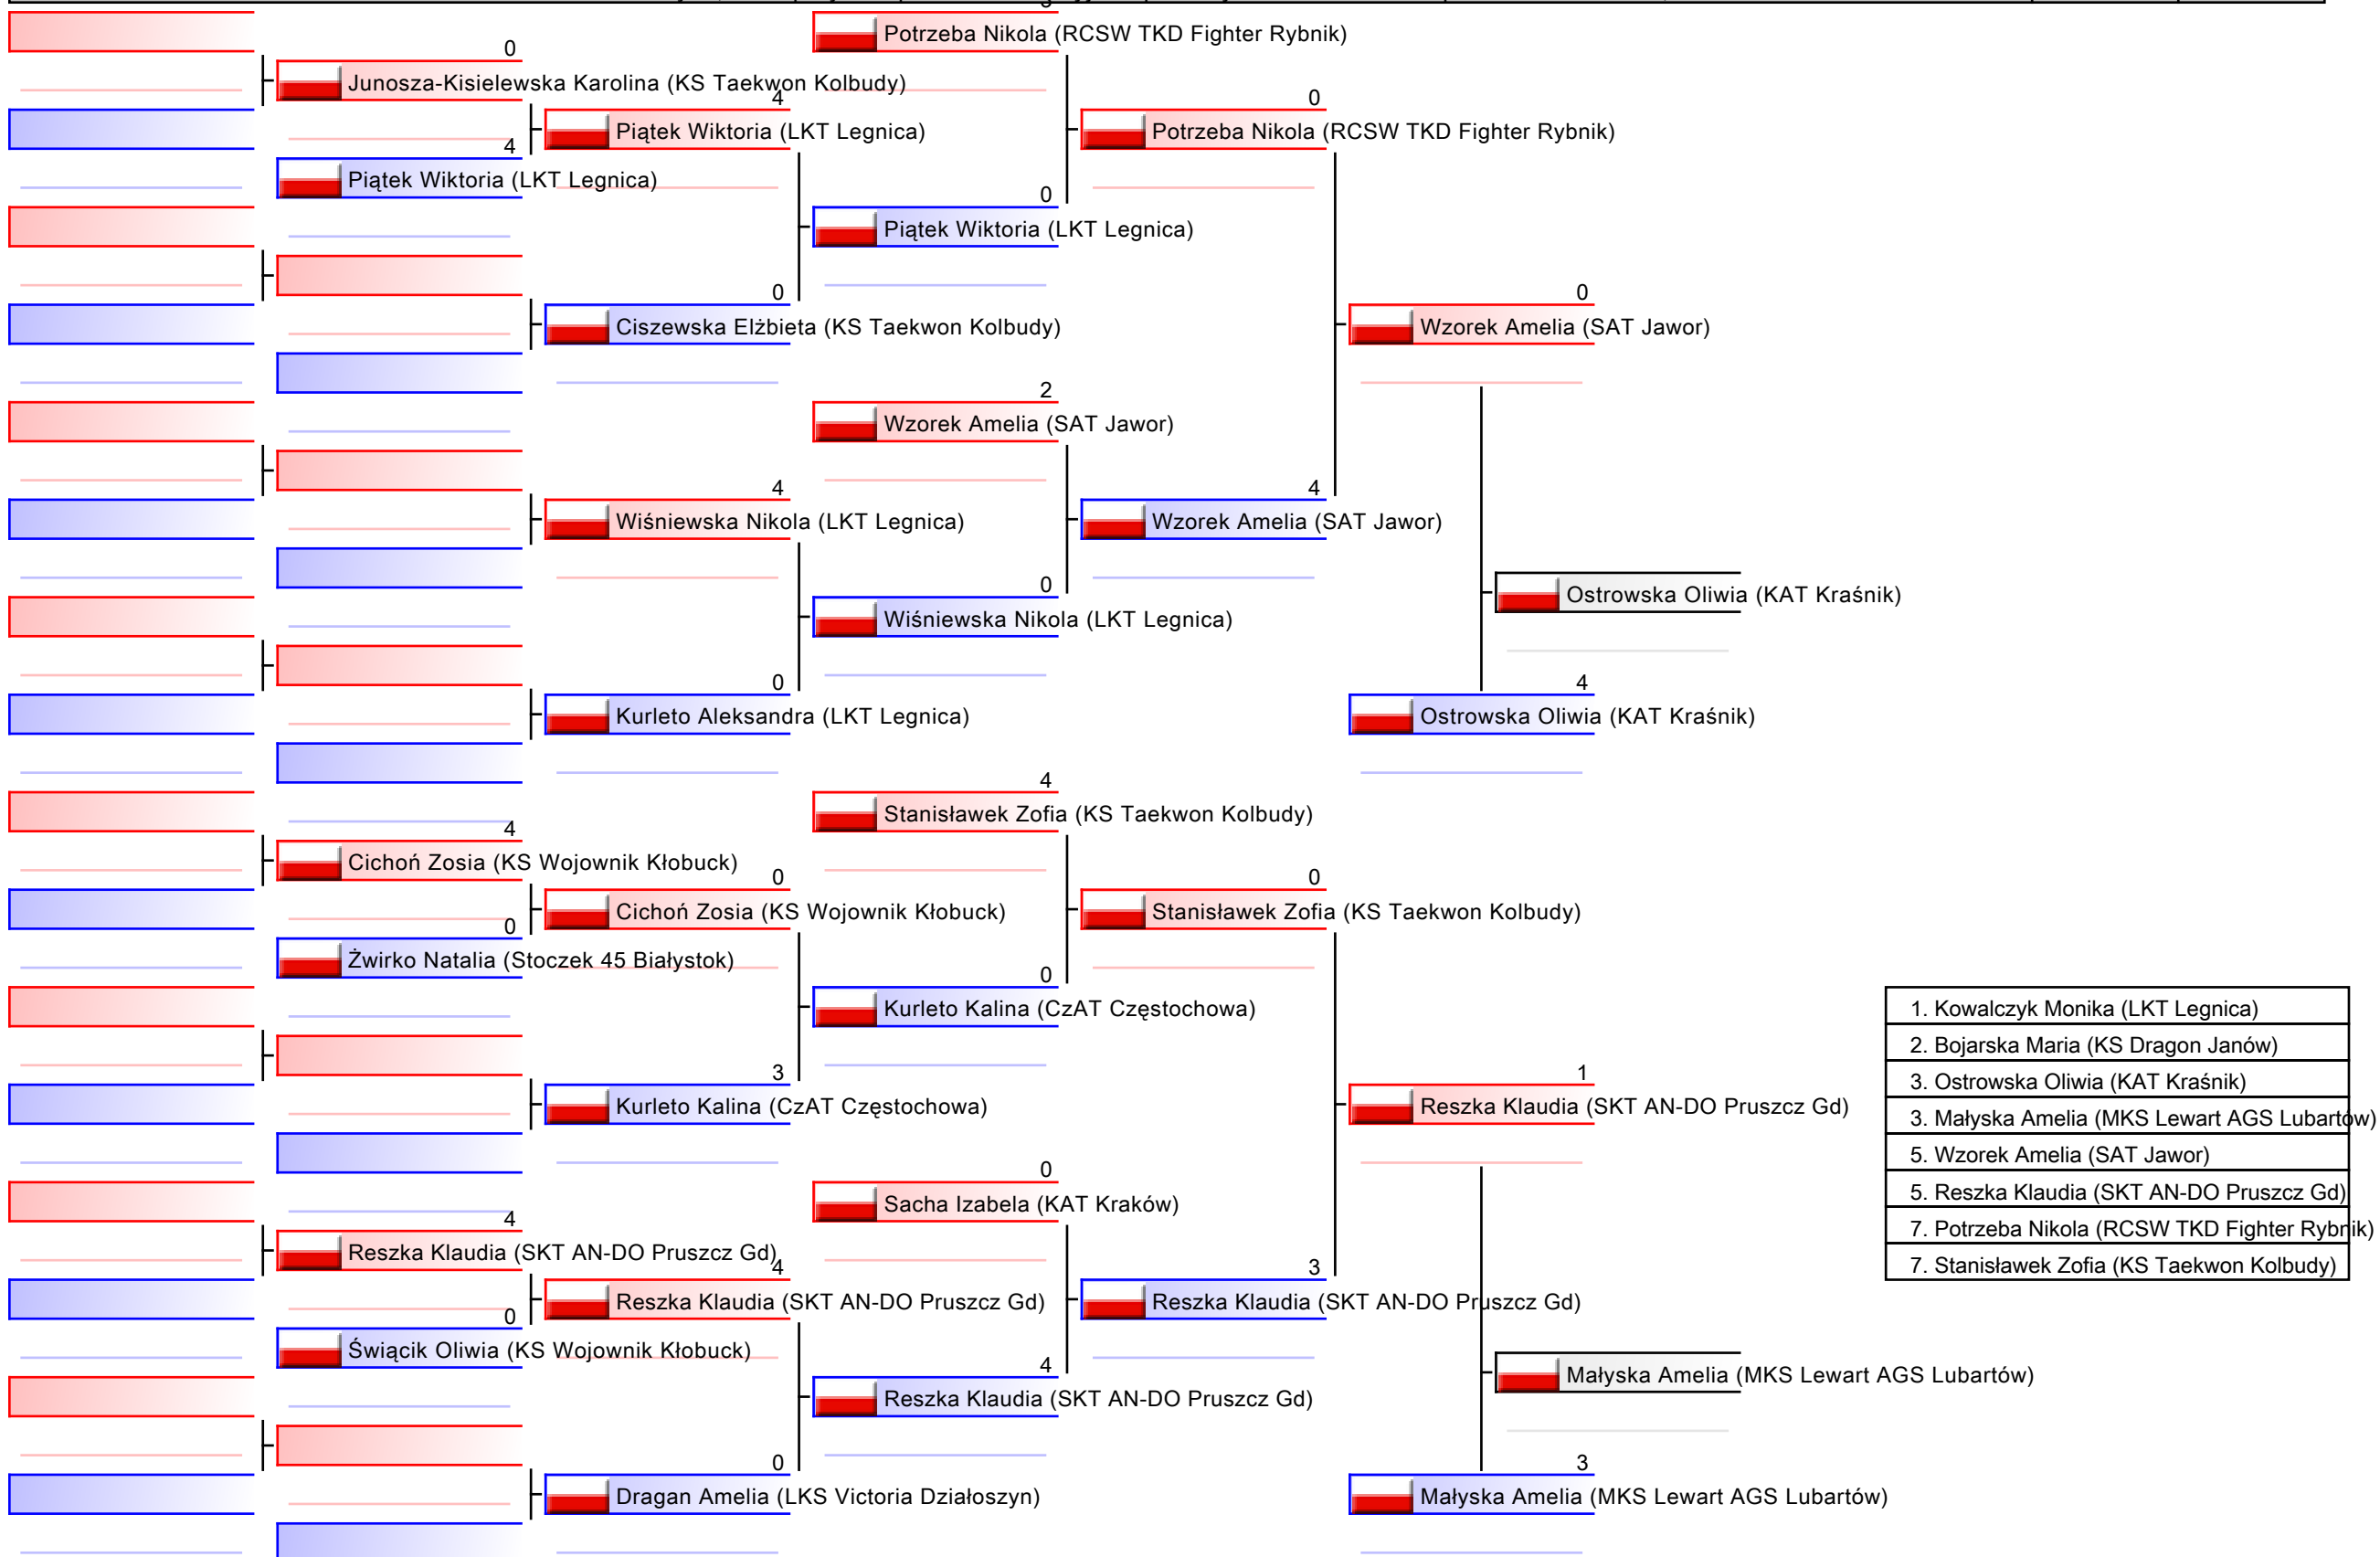 Potrzeba Nikola (RCSW TKD Fighter Rybnik)
0
Junosza-Kisielewska Karolina (KS Taekwon Kolbudy)
4
Piątek Wiktoria (LKT Legnica)
0
Potrzeba Nikola (RCSW TKD Fighter Rybnik)
4
Piątek Wiktoria (LKT Legnica)
0
Piątek Wiktoria (LKT Legnica)
0
Ciszewska Elżbieta (KS Taekwon Kolbudy)
0
Wzorek Amelia (SAT Jawor)
2
Wzorek Amelia (SAT Jawor)
4
Wiśniewska Nikola (LKT Legnica)
4
Wzorek Amelia (SAT Jawor)
Ostrowska Oliwia (KAT Kraśnik)
0
Wiśniewska Nikola (LKT Legnica)
0
Kurleto Aleksandra (LKT Legnica)
4
Ostrowska Oliwia (KAT Kraśnik)
4
Stanisławek Zofia (KS Taekwon Kolbudy)
4
Cichoń Zosia (KS Wojownik Kłobuck)
0
Cichoń Zosia (KS Wojownik Kłobuck)
0
Stanisławek Zofia (KS Taekwon Kolbudy)
0
Żwirko Natalia (Stoczek 45 Białystok)
0
Kurleto Kalina (CzAT Częstochowa)
3
Kurleto Kalina (CzAT Częstochowa)
1
Reszka Klaudia (SKT AN-DO Pruszcz Gd)
0
Sacha Izabela (KAT Kraków)
4
Reszka Klaudia (SKT AN-DO Pruszcz Gd)
4
Reszka Klaudia (SKT AN-DO Pruszcz Gd)
3
Reszka Klaudia (SKT AN-DO Pruszcz Gd)
0
Świącik Oliwia (KS Wojownik Kłobuck)
4
Reszka Klaudia (SKT AN-DO Pruszcz Gd)
Małyska Amelia (MKS Lewart AGS Lubartów)
0
Dragan Amelia (LKS Victoria Działoszyn)
3
Małyska Amelia (MKS Lewart AGS Lubartów)
1. Kowalczyk Monika (LKT Legnica)
2. Bojarska Maria (KS Dragon Janów)
3. Ostrowska Oliwia (KAT Kraśnik)
3. Małyska Amelia (MKS Lewart AGS Lubartów)
5. Wzorek Amelia (SAT Jawor)
5. Reszka Klaudia (SKT AN-DO Pruszcz Gd)
7. Potrzeba Nikola (RCSW TKD Fighter Rybnik)
7. Stanisławek Zofia (KS Taekwon Kolbudy)